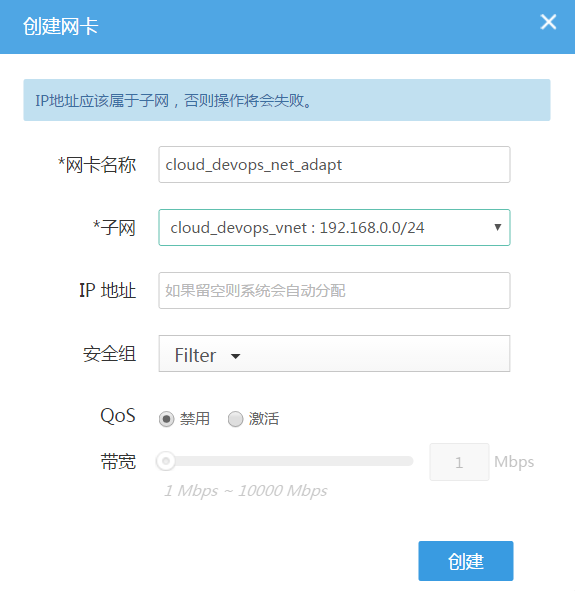 创建网卡
IP地址应该属于子网，否则操作将会失败。
*网卡名称 cloud_devops_net_adapt
*子网 cloud_devops_vnet : 192.168.0.0/24
IP 地址 如果留空则系统会自动分配
安全组 Filter
QoS 禁用 激活
带宽 1 Mbps
1 Mbps ~ 10000 Mbps
创建